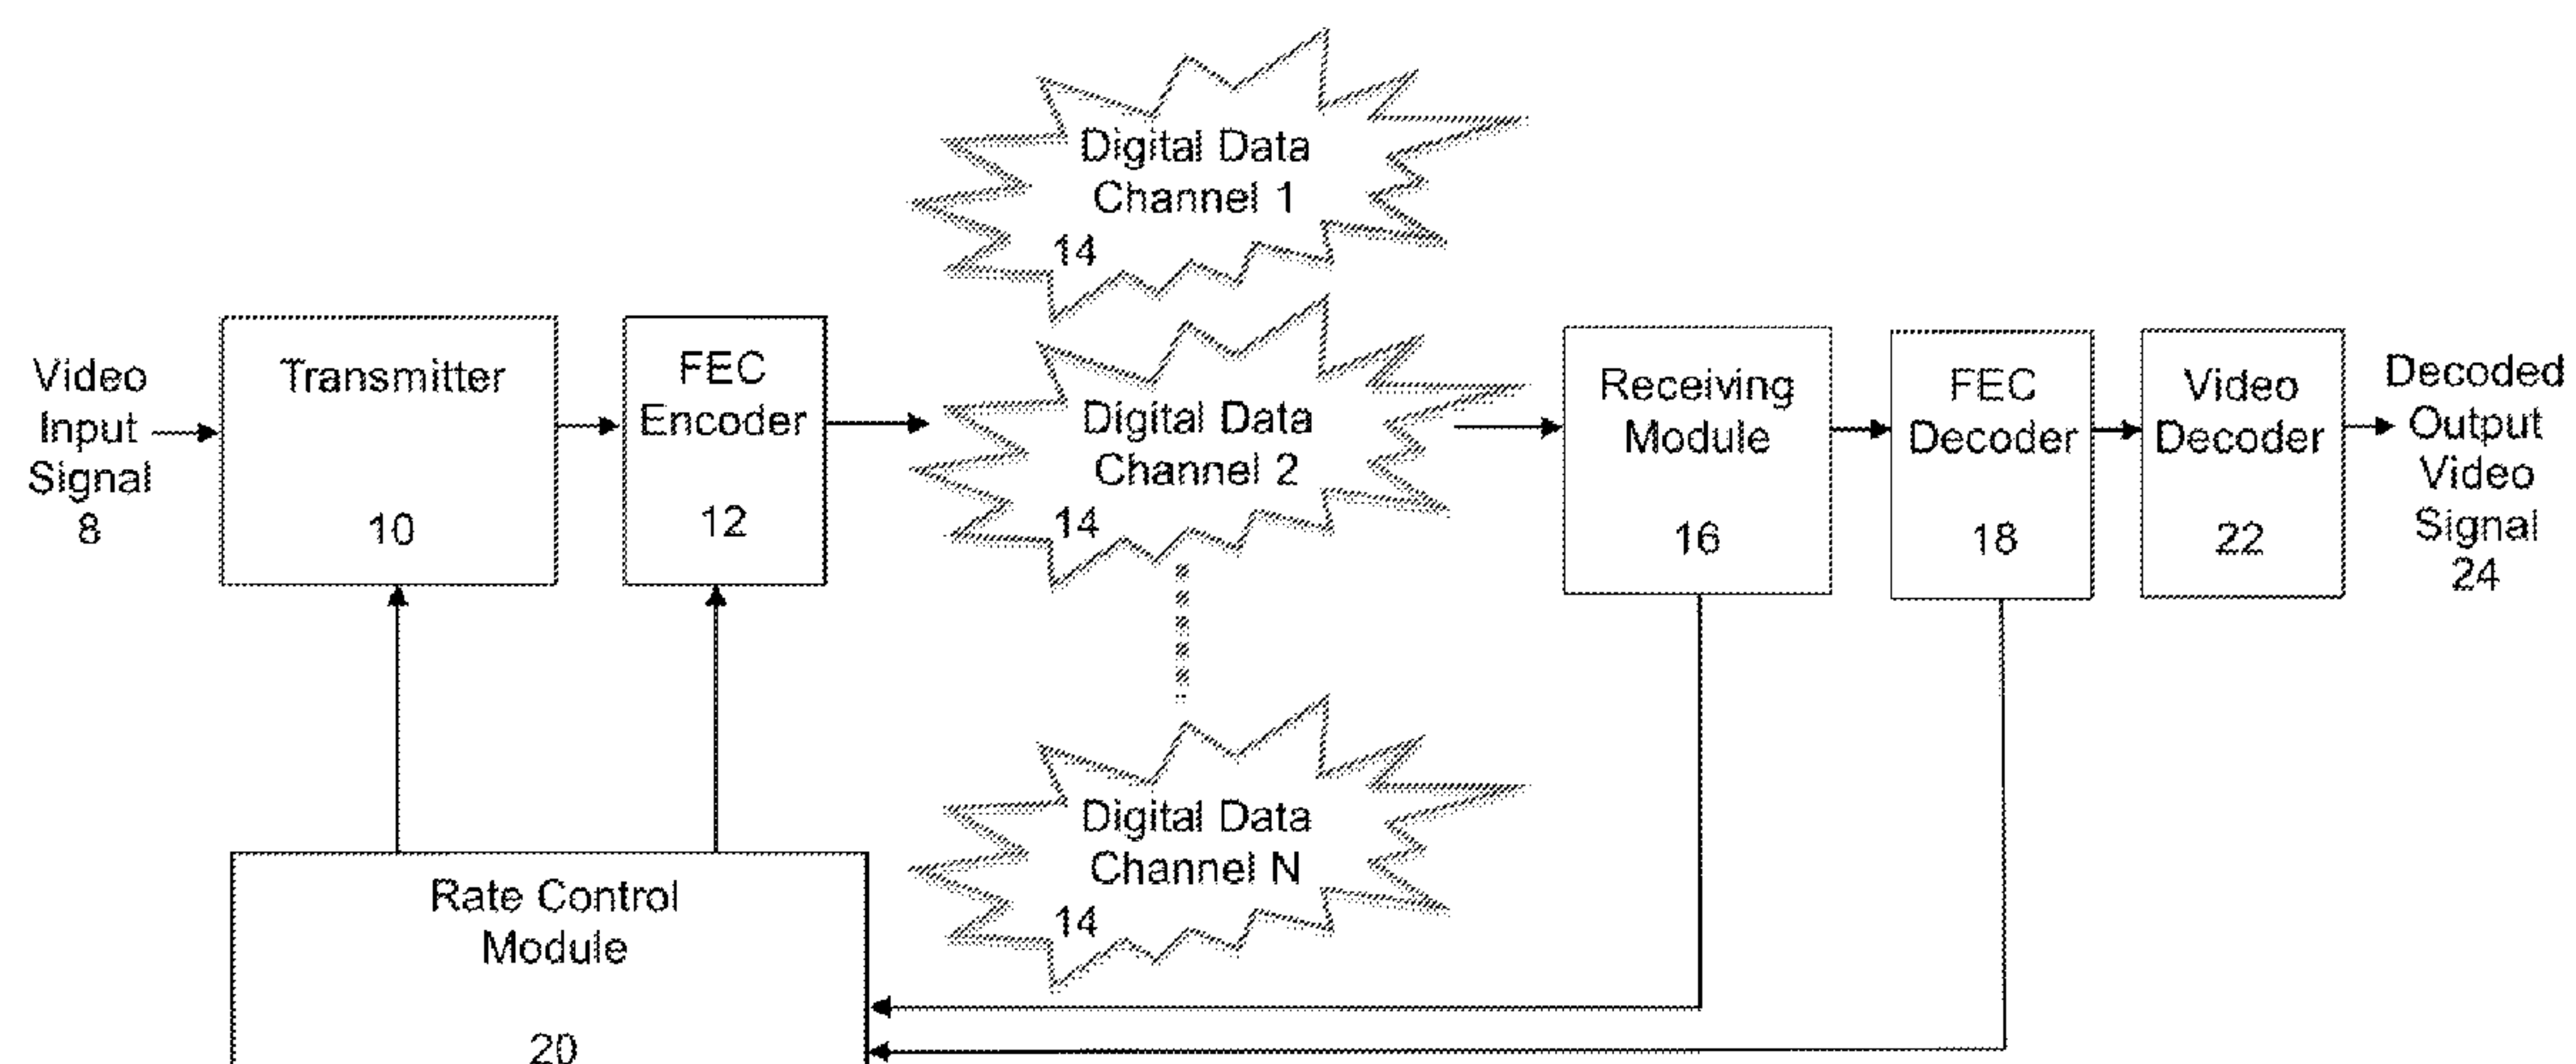 Digital Data
Channel 1
14
Video
Input
Signal
8
Transmitter
10
FEC
Encoder
12
Digital Data
Channel 2
14
Receiving
Module
16
FEC
Decoder
18
Video
Decoder
22
Decoded
Output
Video
Signal
24
Digital Data
Channel N
14
Rate Control
Module
20